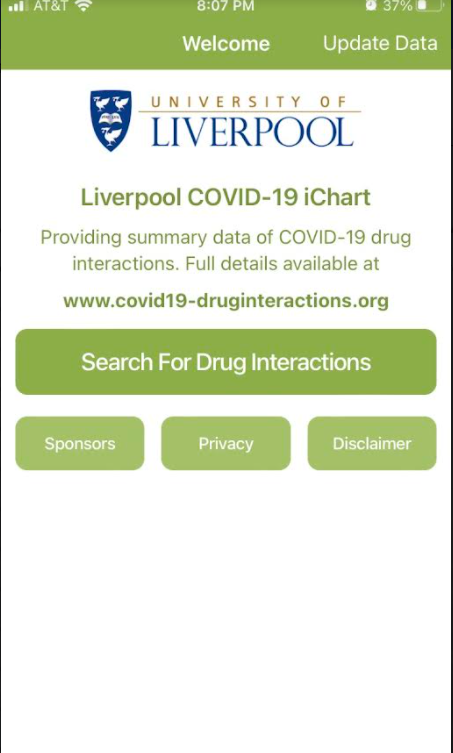 AT&T 8:07 PM 37%
Welcome Update Data
UNIVERSITY OF
LIVERPOOL
Liverpool COVID-19 iChart
Providing summary data of COVID-19 drug
interactions. Full details available at
www.covid19-druginteractions.org
Search For Drug Interactions
Sponsors Privacy Disclaimer